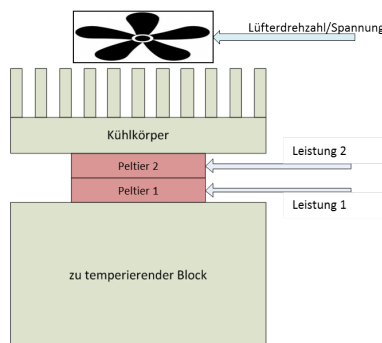 Lüfterdrehzahl/Spannung
Kühlkörper
Leistung 2
Peltier 2
Peltier 1
Leistung 1
zu temperierender Block